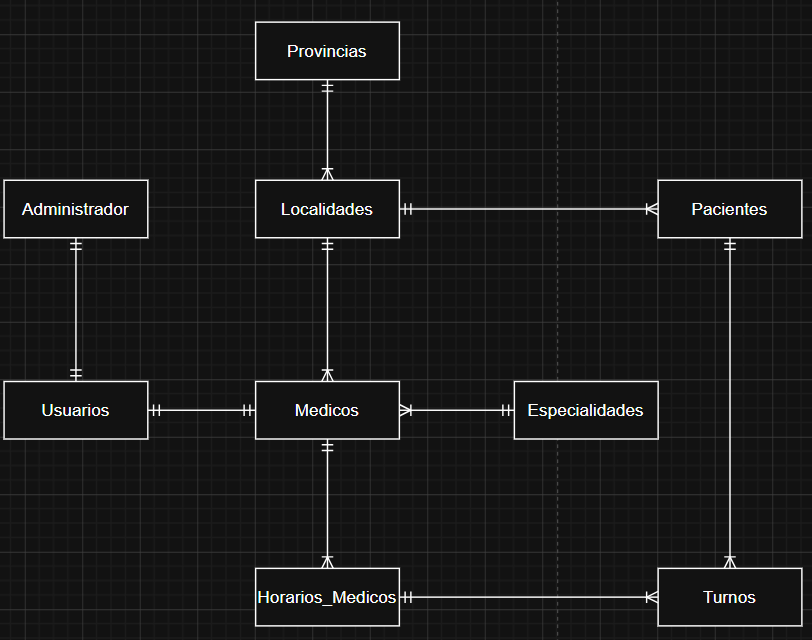 Provincias
Administrador
Localidades
Pacientes
Usuarios
Medicos
Especialidades
Horarios_Medicos
Turnos